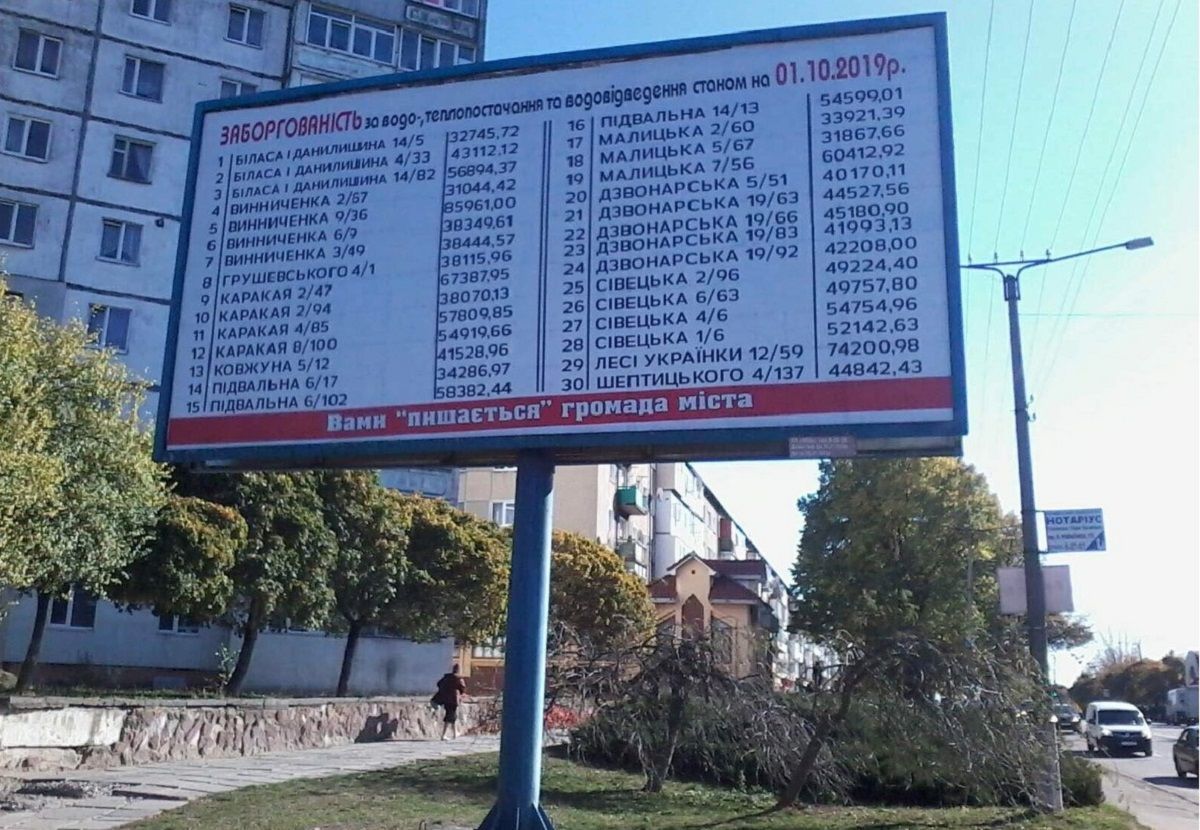 ЗАБОРГОВАНІСТЬ за водо-, теплопостачання та водовідведення станом на 01.10.2019р.
1 БІЛАСА І ДАНИЛИШИНА 14/5 32745,72
2 БІЛАСА І ДАНИЛИШИНА 4/33 43112,12
3 БІЛАСА І ДАНИЛИШИНА 14/82 56894,37
4 ВИННИЧЕНКА 2/67 31044,42
5 ВИННИЧЕНКА 9/36 85961,00
6 ВИННИЧЕНКА 6/9 38349,61
7 ВИННИЧЕНКА 3/49 38444,57
8 ГРУШЕВСЬКОГО 4/1 38115,96
9 КАРАКАЯ 2/47 67387,95
10 КАРАКАЯ 2/94 38070,13
11 КАРАКАЯ 4/85 57809,85
12 КАРАКАЯ 8/100 54919,66
13 КОВЖУНА 5/12 41528,96
14 ПІДВАЛЬНА 6/17 34286,97
15 ПІДВАЛЬНА 6/102 58382,44
16 ПІДВАЛЬНА 14/13 54599,01
17 МАЛИЦЬКА 2/60 33921,39
18 МАЛИЦЬКА 5/67 31867,66
19 МАЛИЦЬКА 7/56 60412,92
20 ДЗВОНАРСЬКА 5/51 40170,11
21 ДЗВОНАРСЬКА 19/63 44527,56
22 ДЗВОНАРСЬКА 19/66 45180,90
23 ДЗВОНАРСЬКА 19/83 41993,13
24 ДЗВОНАРСЬКА 19/92 42208,00
25 СІВЕЦЬКА 2/96 49224,40
26 СІВЕЦЬКА 6/63 49757,80
27 СІВЕЦЬКА 4/6 54754,96
28 СІВЕЦЬКА 1/6 52142,63
29 ЛЕСІ УКРАЇНКИ 12/59 74200,98
30 ШЕПТИЦЬКОГО 4/137 44842,43
Вами "пишається" громада міста
НОТАРІУС